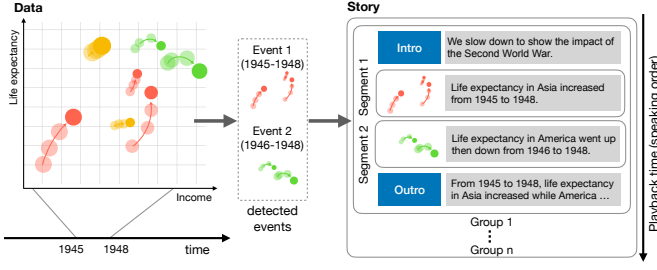 Data
Life expectancy
Income
1945
1948
time
Event 1
(1945-1948)
Event 2
(1946-1948)
detected
events
Story
Segment 1
Segment 2
Intro
We slow down to show the impact of
the Second World War.
Life expectancy in Asia increased
from 1945 to 1948.
Life expectancy in America went up
then down from 1946 to 1948.
Outro
From 1945 to 1948, life expectancy
in Asia increased while America ...
Group 1
Group n
Playback time (speaking order)